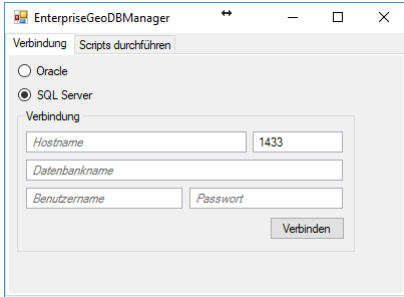 EnterpriseGeoDBManager
Verbindung Scripts durchführen
Oracle
SQL Server
Verbindung
Hostname 1433
Datenbankname
Benutzername Passwort
Verbinden